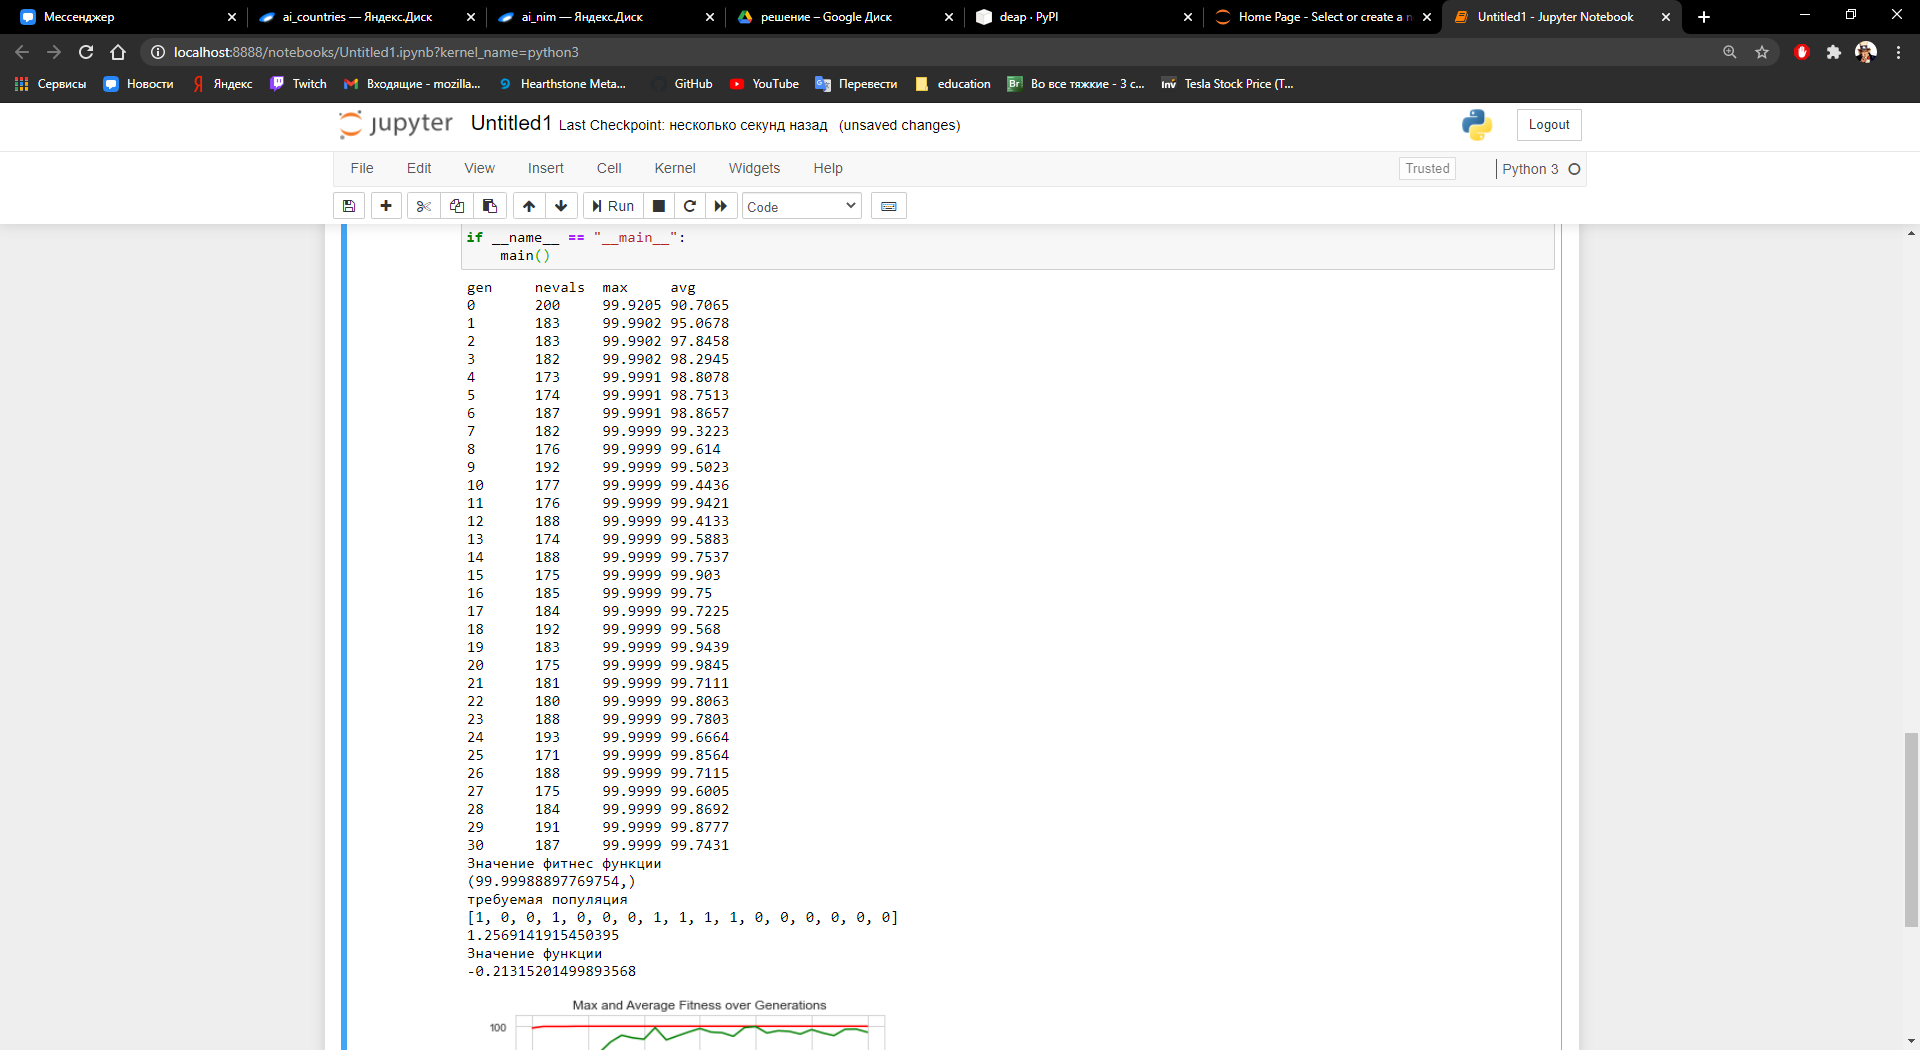 Мессенджер
ai_countries — Яндекс.Диск
ai_nim — Яндекс.Диск
решение – Google Диск
deap · PyPI
Home Page - Select or create a n
Untitled1 - Jupyter Notebook
localhost:8888/notebooks/Untitled1.ipynb?kernel_name=python3
Сервисы Новости Яндекс Twitch Входящие - mozilla... Hearthstone Meta... GitHub YouTube Перевести education Br Во все тяжкие - 3 с... Inv Tesla Stock Price (T...
jupyter Untitled1 Last Checkpoint: несколько секунд назад (unsaved changes)
Logout
File Edit View Insert Cell Kernel Widgets Help
Trusted
Python 3
Run
Code
if __name__ == "__main__":
main()
gen nevals max avg
0 200 99.9205 90.7065
1 183 99.9902 95.0678
2 183 99.9902 97.8458
3 182 99.9902 98.2945
4 173 99.9991 98.8078
5 174 99.9991 98.7513
6 187 99.9991 98.8657
7 182 99.9999 99.3223
8 176 99.9999 99.614
9 192 99.9999 99.5023
10 177 99.9999 99.4436
11 176 99.9999 99.9421
12 188 99.9999 99.4133
13 174 99.9999 99.5883
14 188 99.9999 99.7537
15 175 99.9999 99.903
16 185 99.9999 99.75
17 184 99.9999 99.7225
18 192 99.9999 99.568
19 183 99.9999 99.9439
20 175 99.9999 99.9845
21 181 99.9999 99.7111
22 180 99.9999 99.8063
23 188 99.9999 99.7803
24 193 99.9999 99.6664
25 171 99.9999 99.8564
26 188 99.9999 99.7115
27 175 99.9999 99.6005
28 184 99.9999 99.8692
29 191 99.9999 99.8777
30 187 99.9999 99.7431
Значение фитнес функции
(99.99988897769754,)
требуемая популяция
[1, 0, 0, 1, 0, 0, 0, 1, 1, 1, 1, 0, 0, 0, 0, 0, 0]
1.2569141915450395
Значение функции
-0.21315201499893568
Max and Average Fitness over Generations
100